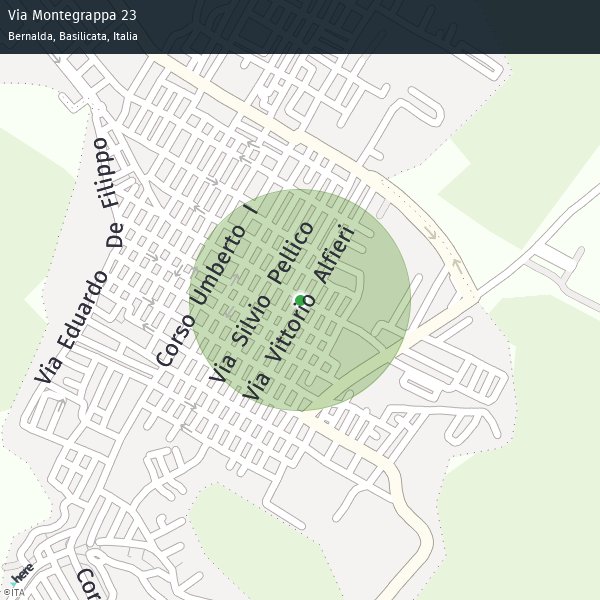 Via Montegrappa 23
Bernalda, Basilicata, Italia
Via Eduardo De Filippo
Corso Umberto I
Via Silvio Pellico
Via Vittorio Alfieri
Cor
here
©ITA